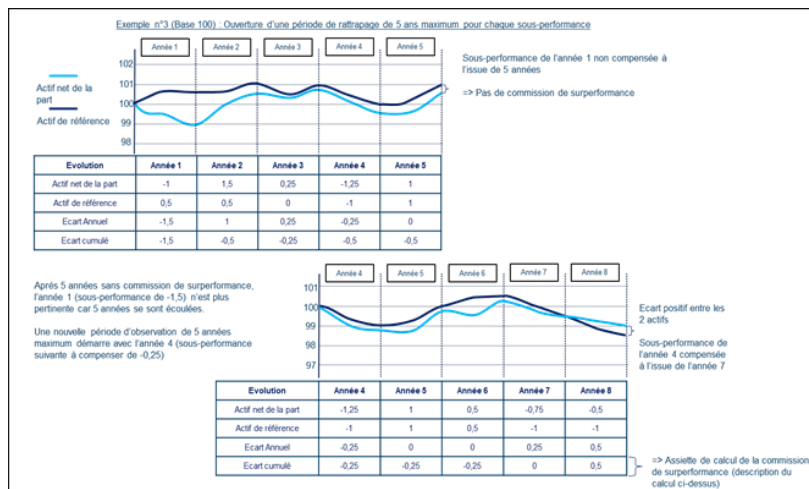 Exemple n°3 (Base 100) : Ouverture d'une période de rattrapage de 5 ans maximum pour chaque sous-performance
Année 1 Année 2 Année 3 Année 4 Année 5
102
101
100
99
98
Actif net de la
part
Actif de référence
Sous-performance de l'année 1 non compensée à
l'issue de 5 années
=> Pas de commission de surperformance
Evolution Année 1 Année 2 Année 3 Année 4 Année 5
Actif net de la part -1 1,5 0,25 -1,25 1
Actif de référence 0,5 0,5 0 -1 1
Ecart Annuel -1,5 1 0,25 -0,25 0
Ecart cumulé -1,5 -0,5 -0,25 -0,5 -0,5
Après 5 années sans commission de surperformance,
l'année 1 (sous-performance de -1,5) n'est plus
pertinente car 5 années se sont écoulées.
Une nouvelle période d'observation de 5 années
maximum démarre avec l'année 4 (sous-performance
suivante à compenser de -0,25)
Année 4 Année 5 Année 6 Année 7 Année 8
101
100
99
98
97
Ecart positif entre les
2 actifs
Sous-performance de
l'année 4 compensée
à l'issue de l'année 7
Evolution Année 4 Année 5 Année 6 Année 7 Année 8
Actif net de la part -1,25 1 0,5 -0,75 -0,5
Actif de référence -1 1 0,5 -1 -1
Ecart Annuel -0,25 0 0 0,25 0,5
Ecart cumulé -0,25 -0,25 -0,25 0 0,5
=> Assiette de calcul de la commission
de surperformance (description du
calcul ci-dessus)